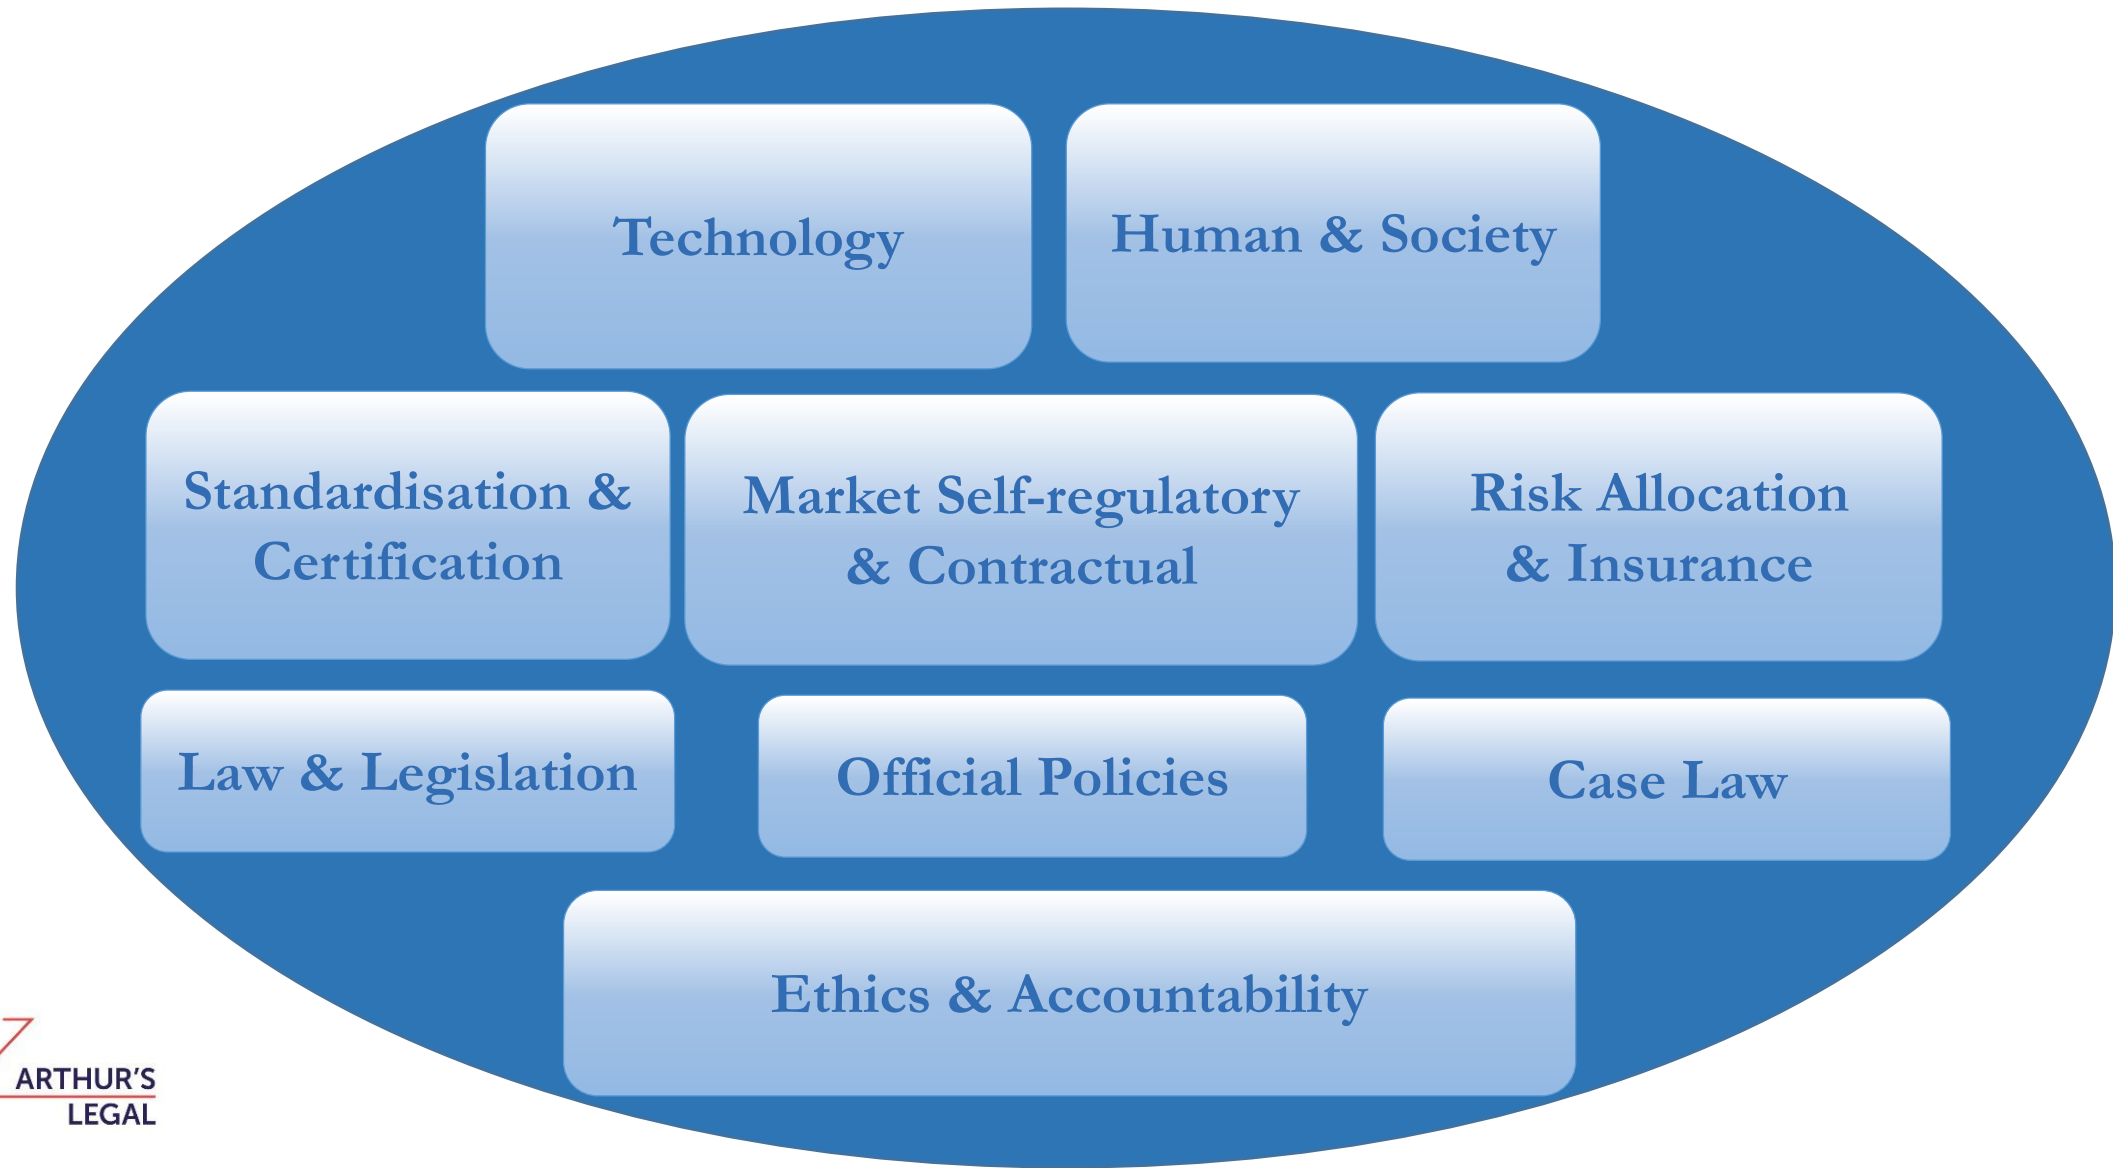 Technology
Human & Society
Standardisation &
Certification
Market Self-regulatory
& Contractual
Risk Allocation
& Insurance
Law & Legislation
Official Policies
Case Law
Ethics & Accountability
ARTHUR'S
LEGAL